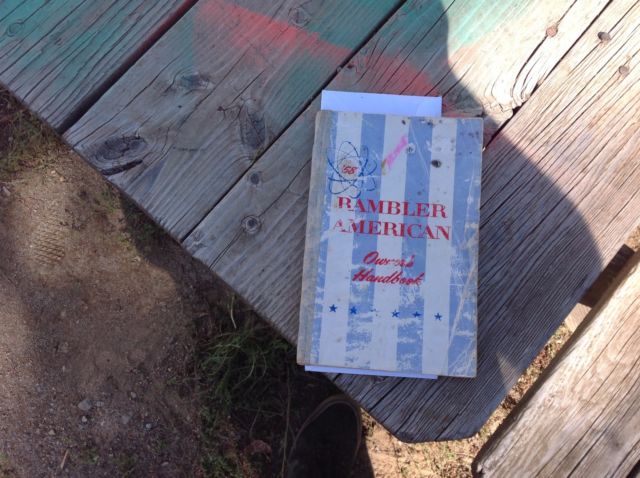 '58
RAMBLER
AMERICAN
Owner's
Handbook